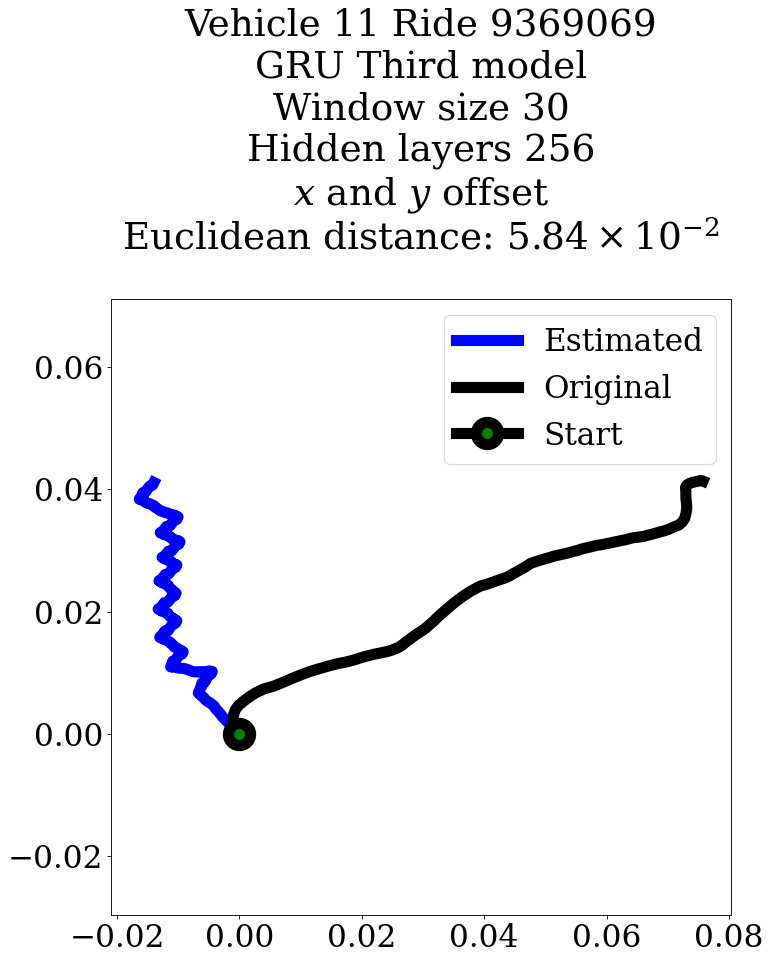 Vehicle 11 Ride 9369069
GRU Third model
Window size 30
Hidden layers 256
x and y offset
Euclidean distance: 5.84 × 10⁻²
Estimated
Original
Start
0.06
0.04
0.02
0.00
−0.02
−0.02 0.00 0.02 0.04 0.06 0.08